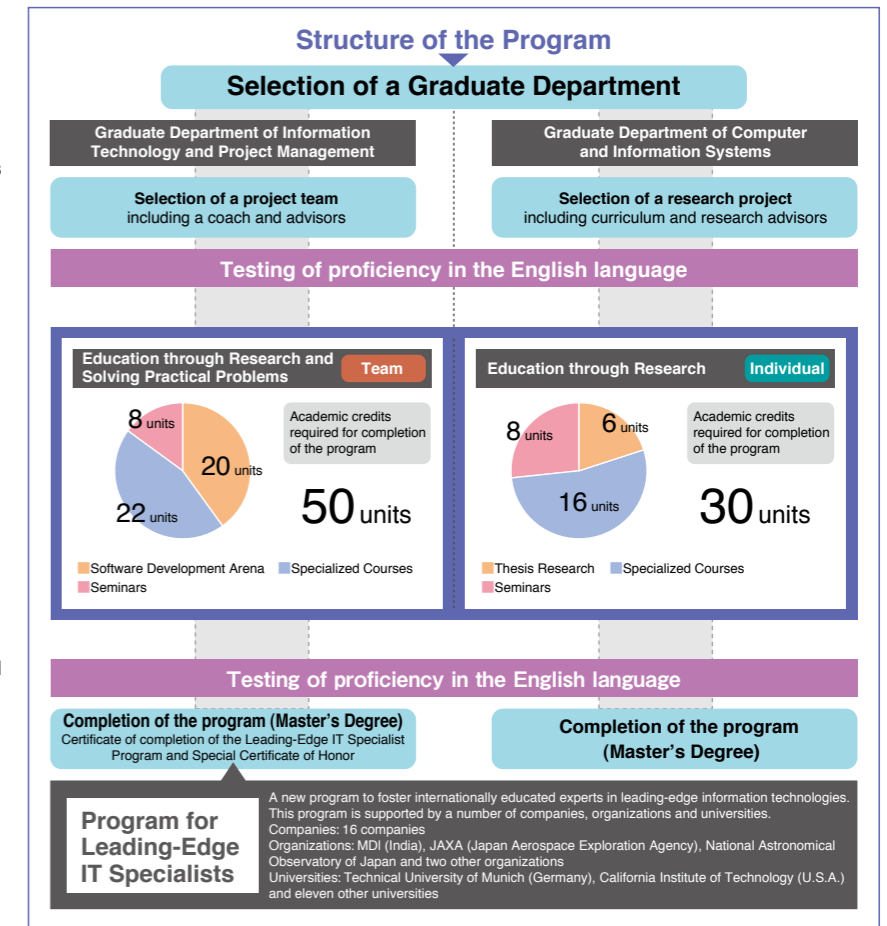 Structure of the Program
Selection of a Graduate Department
Graduate Department of Information
Technology and Project Management
Selection of a project team
including a coach and advisors
Graduate Department of Computer
and Information Systems
Selection of a research project
including curriculum and research advisors
Testing of proficiency in the English language
Education through Research and
Solving Practical Problems
Team
8 units
20 units
22 units
Academic credits
required for completion
of the program
50 units
Software Development Arena Specialized Courses
Seminars
Education through Research
Individual
8 units
6 units
16 units
Academic credits
required for completion
of the program
30 units
Thesis Research Specialized Courses
Seminars
Testing of proficiency in the English language
Completion of the program (Master's Degree)
Certificate of completion of the Leading-Edge IT Specialist
Program and Special Certificate of Honor
Completion of the program
(Master's Degree)
Program for
Leading-Edge
IT Specialists
A new program to foster internationally educated experts in leading-edge information technologies.
This program is supported by a number of companies, organizations and universities.
Companies: 16 companies
Organizations: MDI (India), JAXA (Japan Aerospace Exploration Agency), National Astronomical
Observatory of Japan and two other organizations
Universities: Technical University of Munich (Germany), California Institute of Technology (U.S.A.)
and eleven other universities